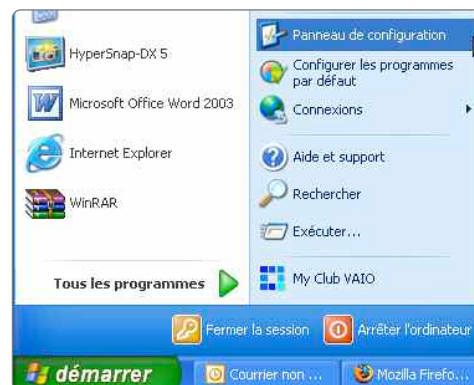 HyperSnap-DX 5
Microsoft Office Word 2003
Internet Explorer
WinRAR
Tous les programmes
Panneau de configuration
Configurer les programmes
par défaut
Connexions
Aide et support
Rechercher
Exécuter...
My Club VAIO
Fermer la session
Arrêter l'ordinateur
démarrer
Courrier non ...
Mozilla Firefo...